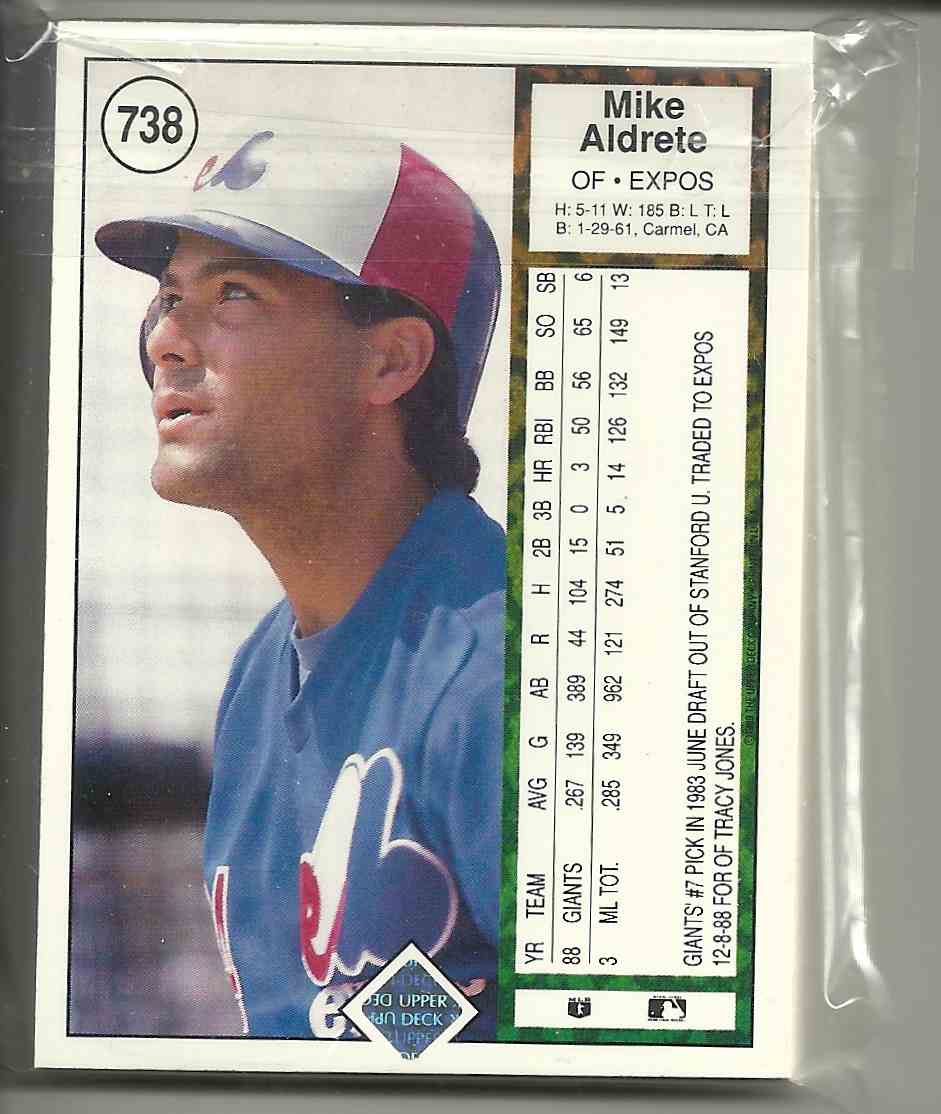 738
Mike
Aldrete
OF • EXPOS
H: 5-11 W: 185 B: L T: L
B: 1-29-61, Carmel, CA
YR TEAM AVG G AB R H 2B 3B HR RBI BB SO SB
88 GIANTS .267 139 389 44 104 15 0 3 50 56 65 6
3 ML TOT. .285 349 962 121 274 51 5 14 126 132 149 13
GIANTS' #7 PICK IN 1983 JUNE DRAFT OUT OF STANFORD U. TRADED TO EXPOS
12-8-88 FOR OF TRACY JONES.
UPPER
UPP DECK